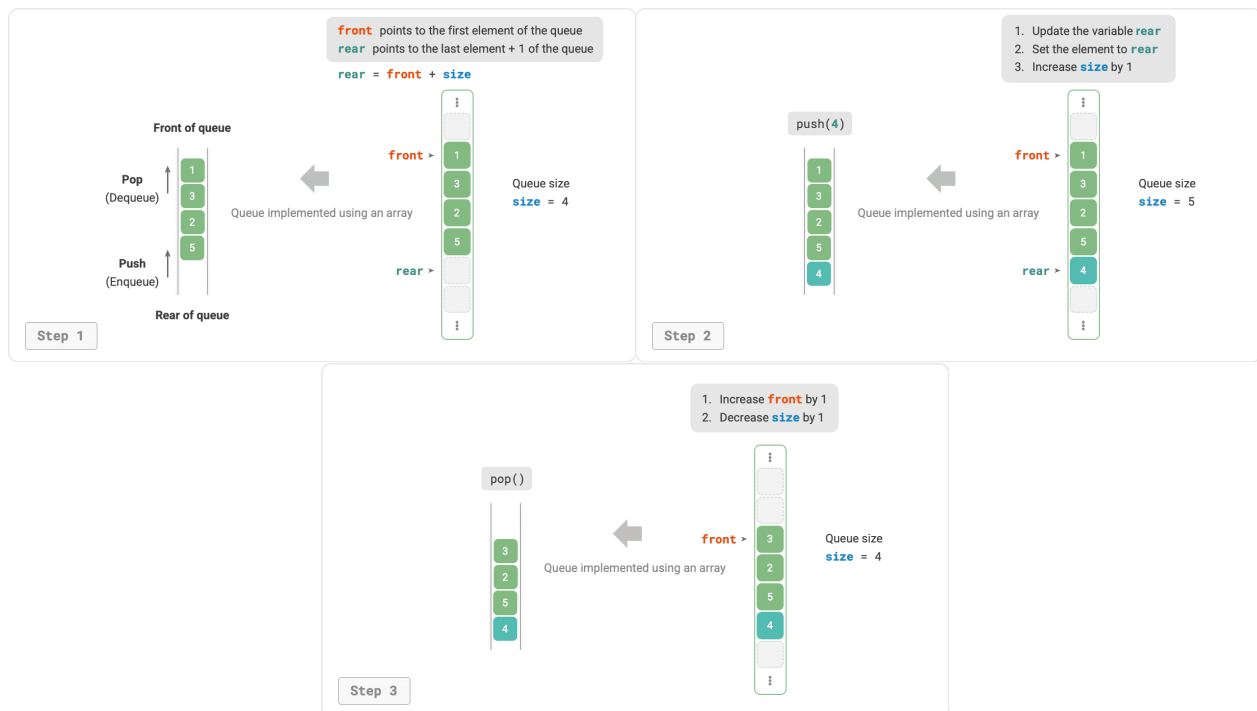 front points to the first element of the queue
rear points to the last element + 1 of the queue
rear = front + size
Front of queue
Pop
(Dequeue)
Push
(Enqueue)
Rear of queue
1
3
2
5
Queue implemented using an array
front
rear
1
3
2
5
Queue size
size = 4
Step 1
1. Update the variable rear
2. Set the element to rear
3. Increase size by 1
push(4)
1
3
2
5
4
Queue implemented using an array
front
rear
1
3
2
5
4
Queue size
size = 5
Step 2
1. Increase front by 1
2. Decrease size by 1
pop()
3
2
5
4
Queue implemented using an array
front
3
2
5
4
Queue size
size = 4
Step 3